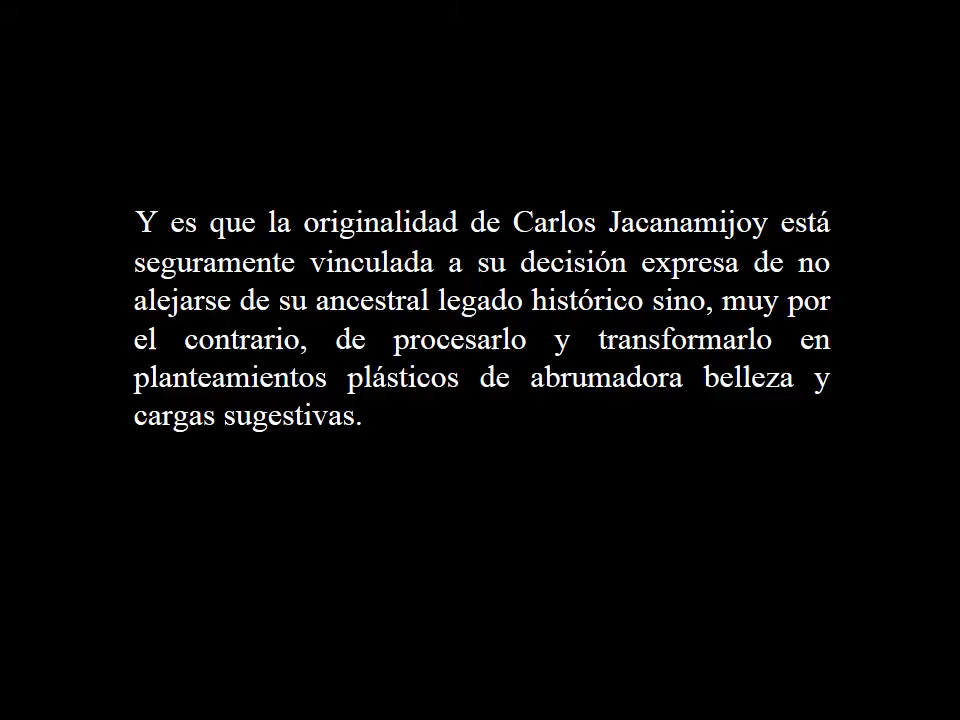 Y es que la originalidad de Carlos Jacanamijoy está
seguramente vinculada a su decisión expresa de no
alejarse de su ancestral legado histórico sino, muy por
el contrario, de procesarlo y transformarlo en
planteamientos plásticos de abrumadora belleza y
cargas sugestivas.